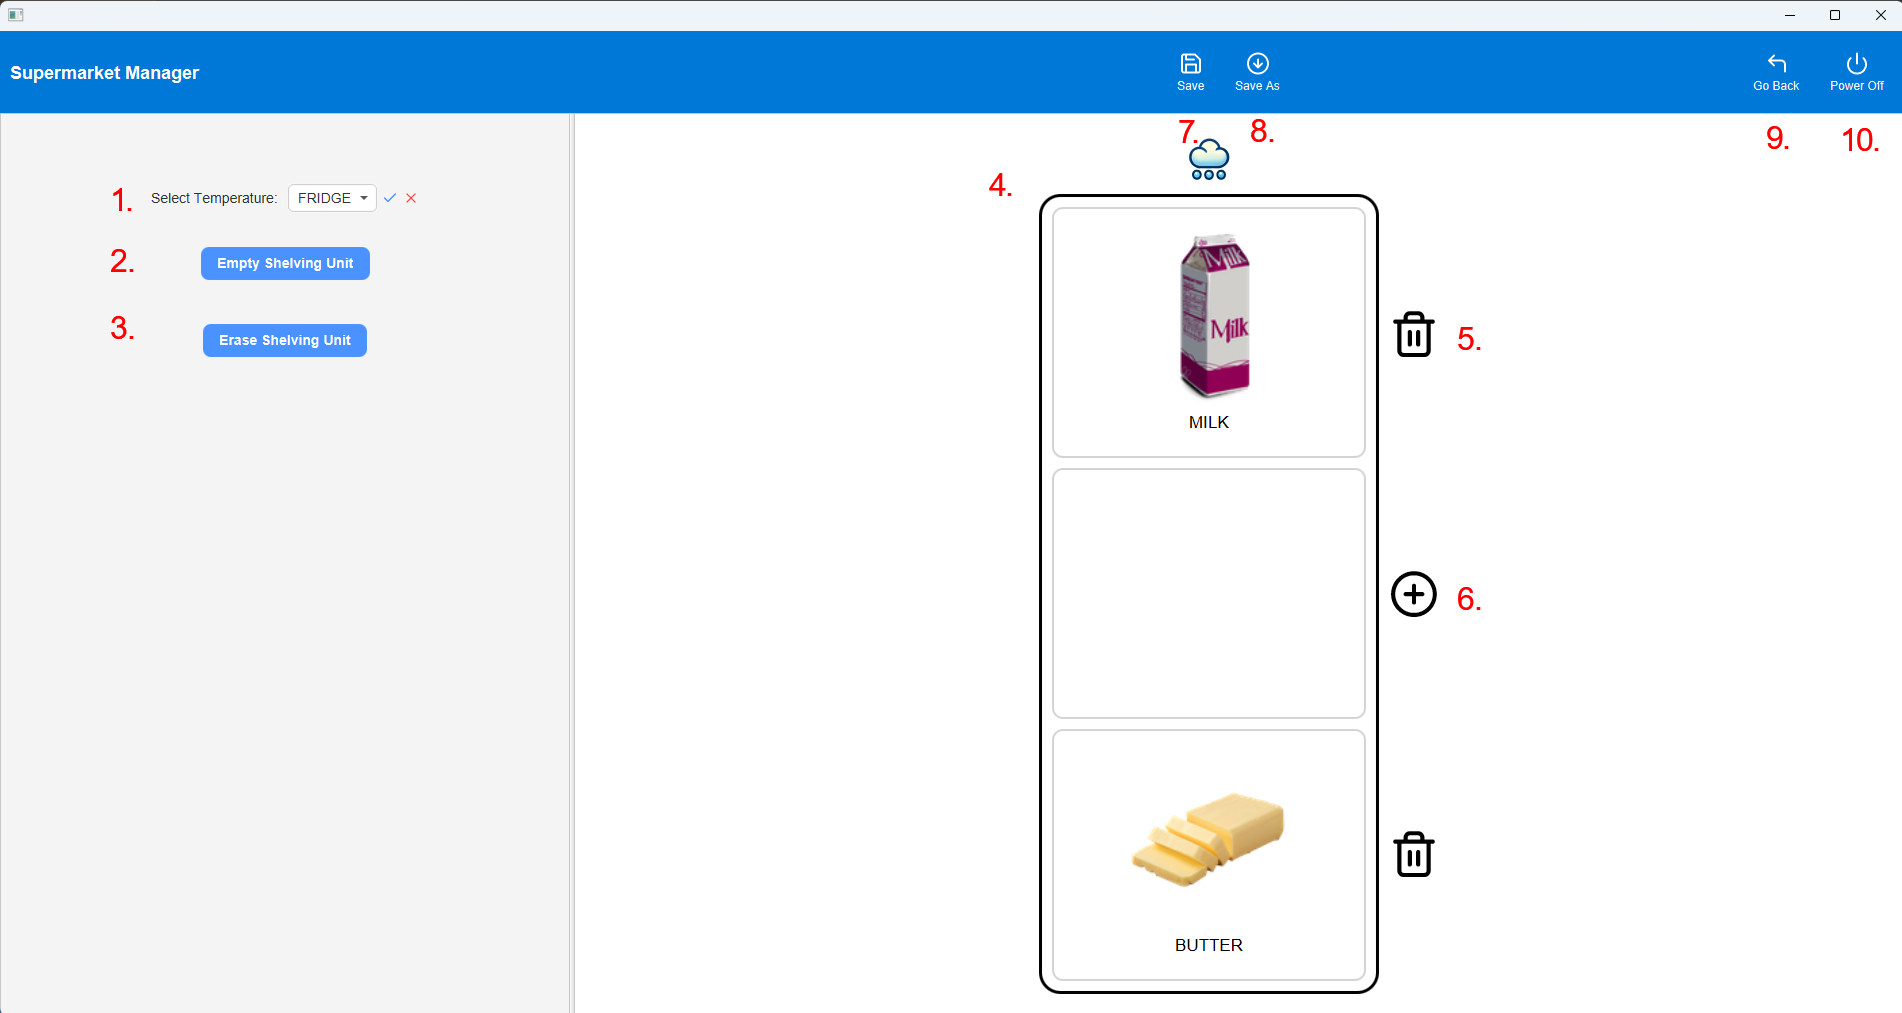 Supermarket Manager
Save
Save As
Go Back
Power Off
7.
8.
9.
10.
4.
1.
Select Temperature:
FRIDGE
2.
Empty Shelving Unit
3.
Erase Shelving Unit
Milk
Milk
MILK
5.
6.
BUTTER